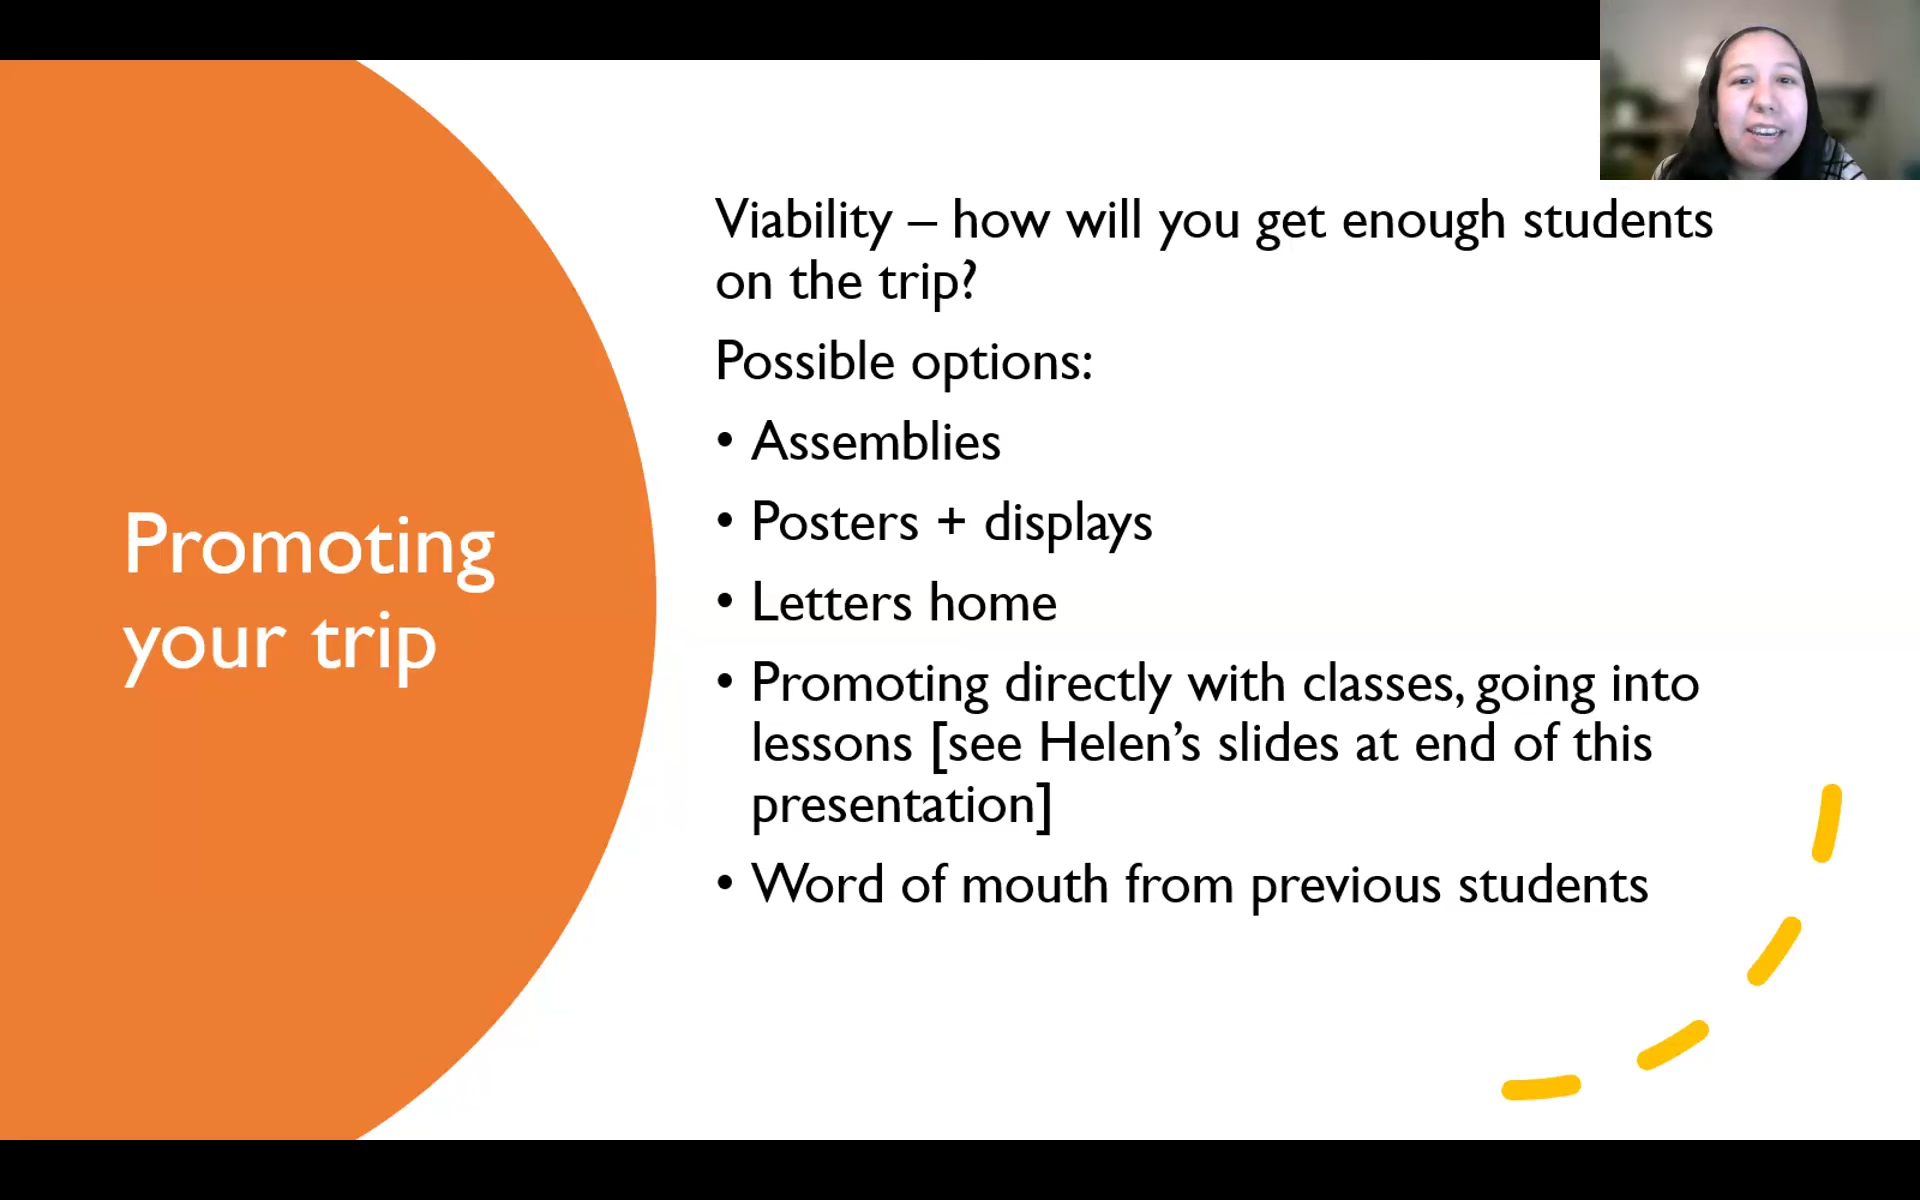 Promoting
your trip
Viability – how will you get enough students
on the trip?
Possible options:
• Assemblies
• Posters + displays
• Letters home
• Promoting directly with classes, going into
lessons [see Helen’s slides at end of this
presentation]
• Word of mouth from previous students